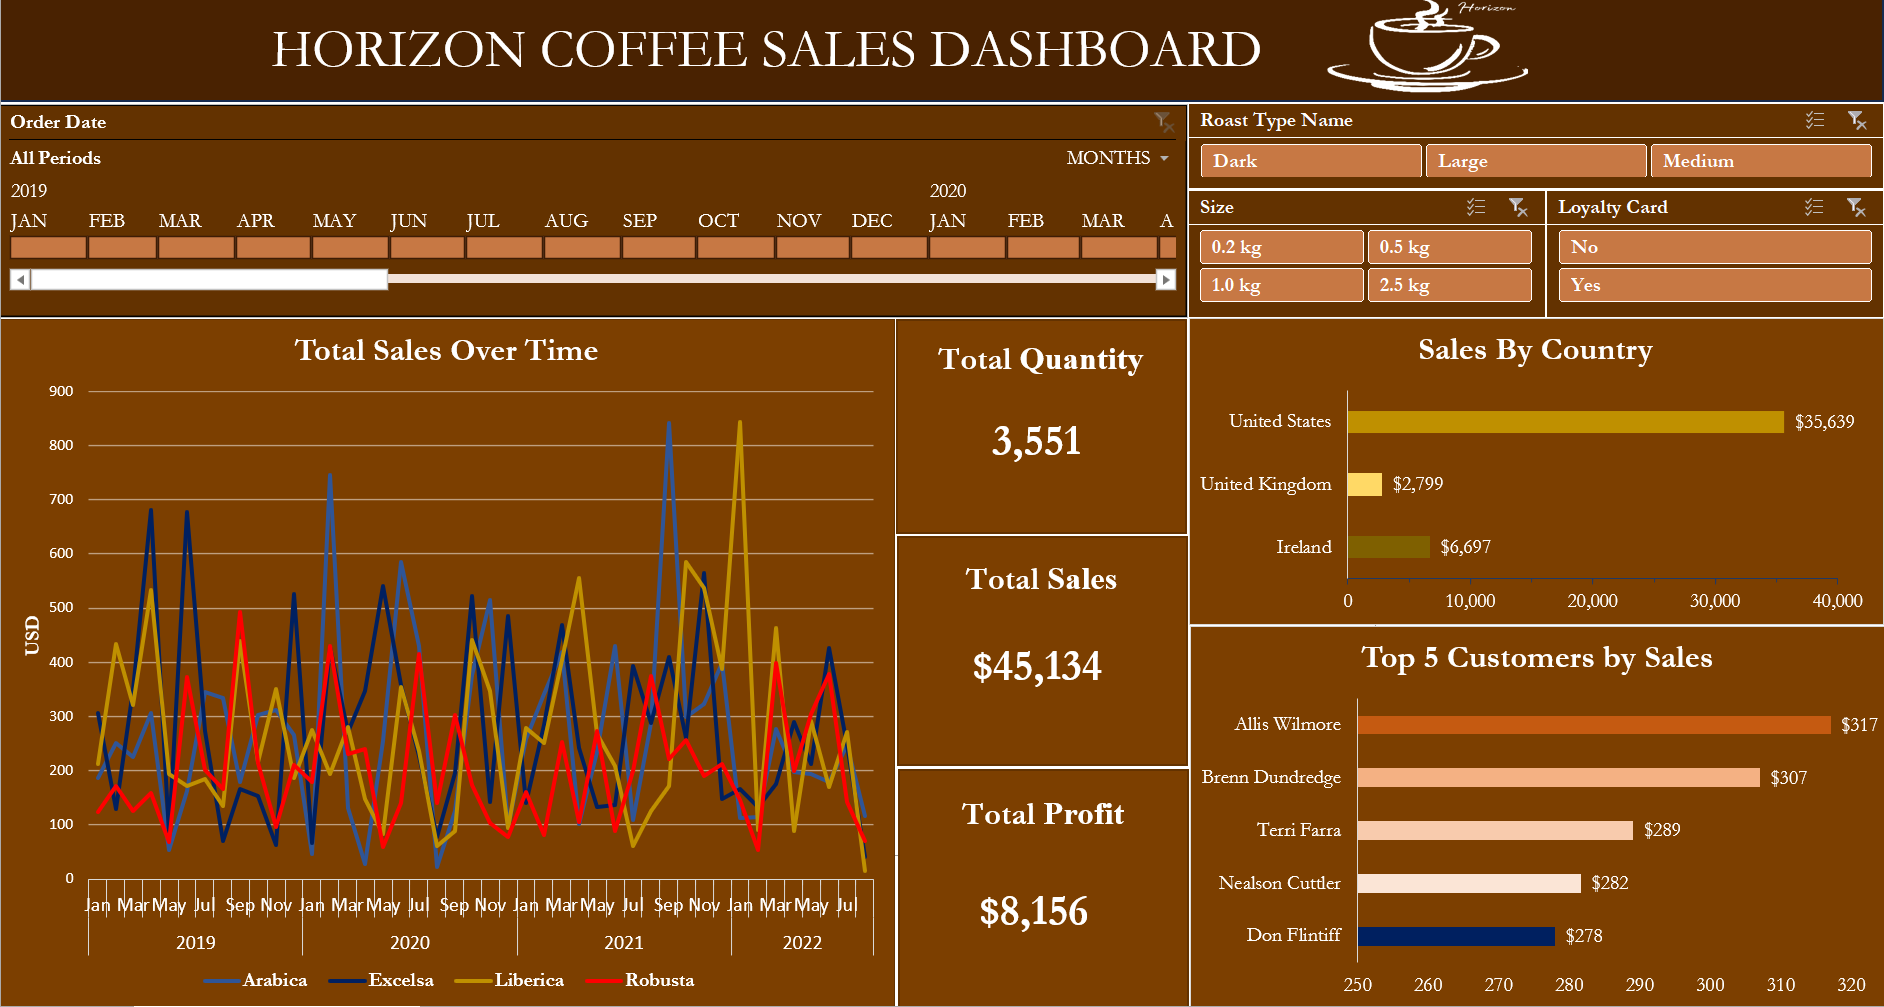 HORIZON COFFEE SALES DASHBOARD
Horizon
Order Date
All Periods
MONTHS
2019 2020
JAN FEB MAR APR MAY JUN JUL AUG SEP OCT NOV DEC JAN FEB MAR A
Roast Type Name
Dark Large Medium
Size
0.2 kg 0.5 kg
1.0 kg 2.5 kg
Loyalty Card
No
Yes
Total Sales Over Time
900
800
700
600
500
400
300
200
100
0
USD
Jan Mar May Jul Sep Nov Jan Mar May Jul Sep Nov Jan Mar May Jul Sep Nov Jan Mar May Jul
2019 2020 2021 2022
Arabica Excelsa Liberica Robusta
Total Quantity
3,551
Total Sales
$45,134
Total Profit
$8,156
Sales By Country
United States $35,639
United Kingdom $2,799
Ireland $6,697
0 10,000 20,000 30,000 40,000
Top 5 Customers by Sales
Allis Wilmore $317
Brenn Dundredge $307
Terri Farra $289
Nealson Cuttler $282
Don Flintiff $278
250 260 270 280 290 300 310 320